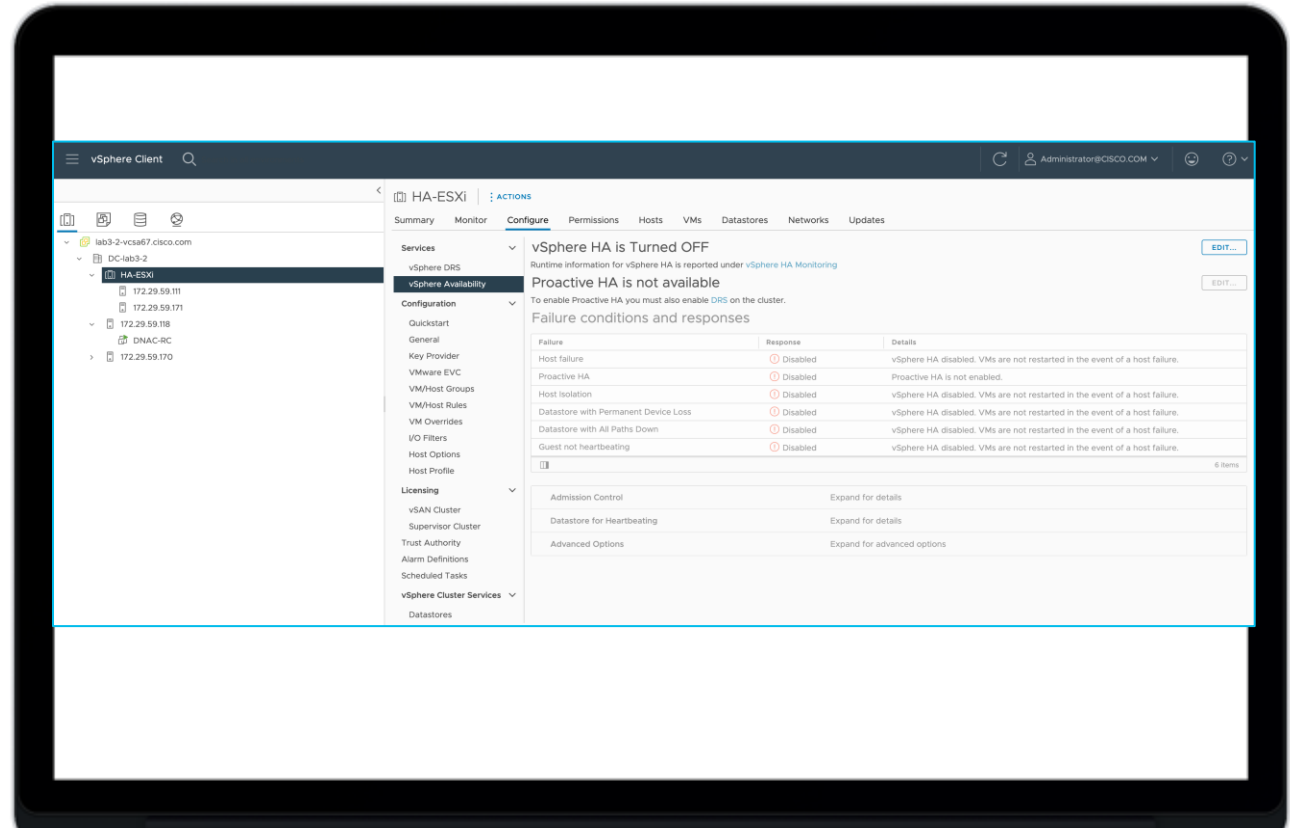 vSphere Client
Administrator@CISCO.COM
lab3-2-vcsa67.cisco.com
DC-lab3-2
HA-ESXi
172.29.59.111
172.29.59.171
172.29.59.118
DNAC-RC
172.29.59.170
HA-ESXi
ACTIONS
Summary Monitor Configure Permissions Hosts VMs Datastores Networks Updates
Services
vSphere DRS
vSphere Availability
Configuration
Quickstart
General
Key Provider
VMware EVC
VM/Host Groups
VM/Host Rules
VM Overrides
I/O Filters
Host Options
Host Profile
Licensing
vSAN Cluster
Supervisor Cluster
Trust Authority
Alarm Definitions
Scheduled Tasks
vSphere Cluster Services
Datastores
vSphere HA is Turned OFF
EDIT...
Runtime information for vSphere HA is reported under vSphere HA Monitoring
Proactive HA is not available
EDIT...
To enable Proactive HA you must also enable DRS on the cluster.
Failure conditions and responses
Failure Response Details
Host failure Disabled vSphere HA disabled. VMs are not restarted in the event of a host failure.
Proactive HA Disabled Proactive HA is not enabled.
Host isolation Disabled vSphere HA disabled. VMs are not restarted in the event of a host failure.
Datastore with Permanent Device Loss Disabled vSphere HA disabled. VMs are not restarted in the event of a host failure.
Datastore with All Paths Down Disabled vSphere HA disabled. VMs are not restarted in the event of a host failure.
Guest not heartbeating Disabled vSphere HA disabled. VMs are not restarted in the event of a host failure.
6 items
Admission Control Expand for details
Datastore for Heartbeating Expand for details
Advanced Options Expand for advanced options